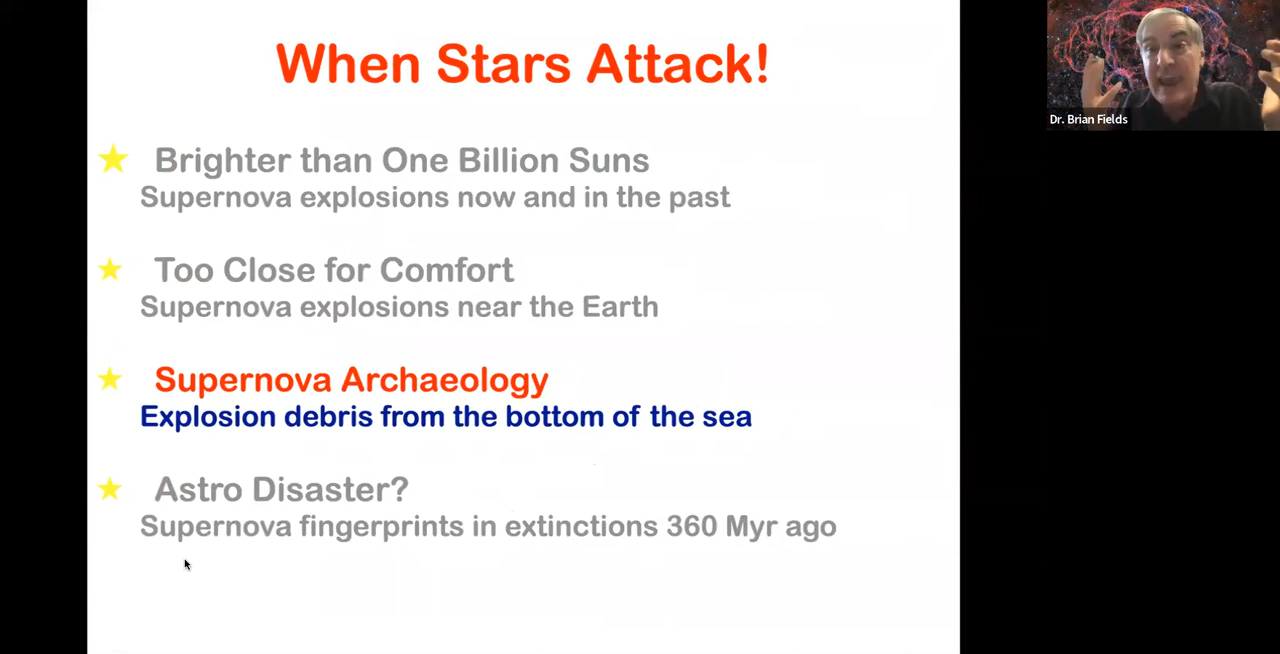 When Stars Attack!
Brighter than One Billion Suns
Supernova explosions now and in the past
Too Close for Comfort
Supernova explosions near the Earth
Supernova Archaeology
Explosion debris from the bottom of the sea
Astro Disaster?
Supernova fingerprints in extinctions 360 Myr ago
Dr. Brian Fields